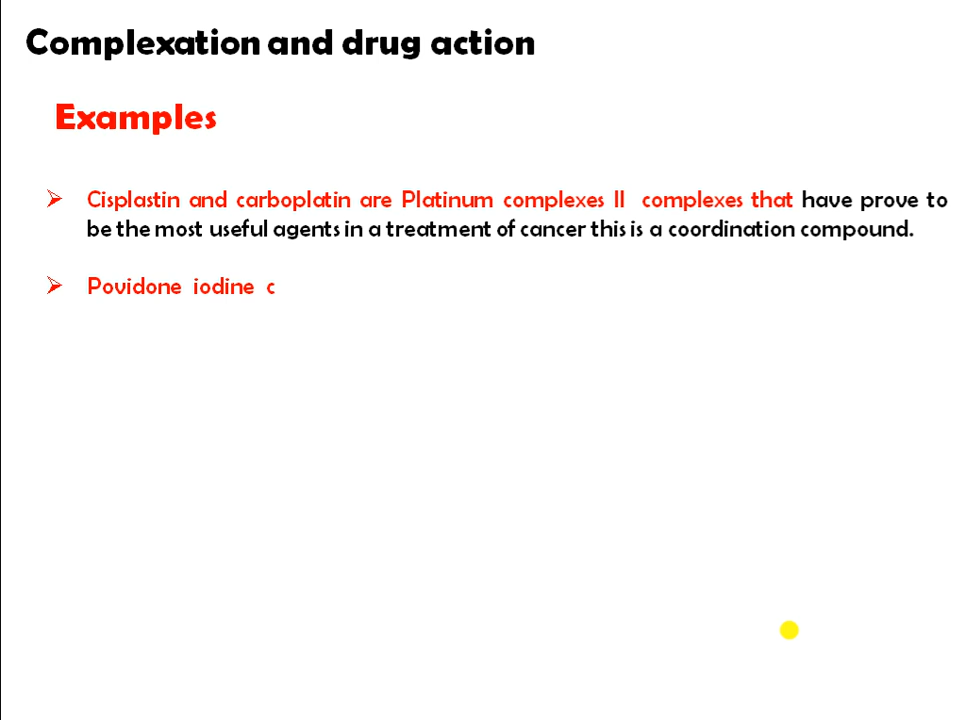 Complexation and drug action
Examples
Cisplastin and carboplatin are Platinum complexes II complexes that have prove to
be the most useful agents in a treatment of cancer this is a coordination compound.
Povidone iodine c